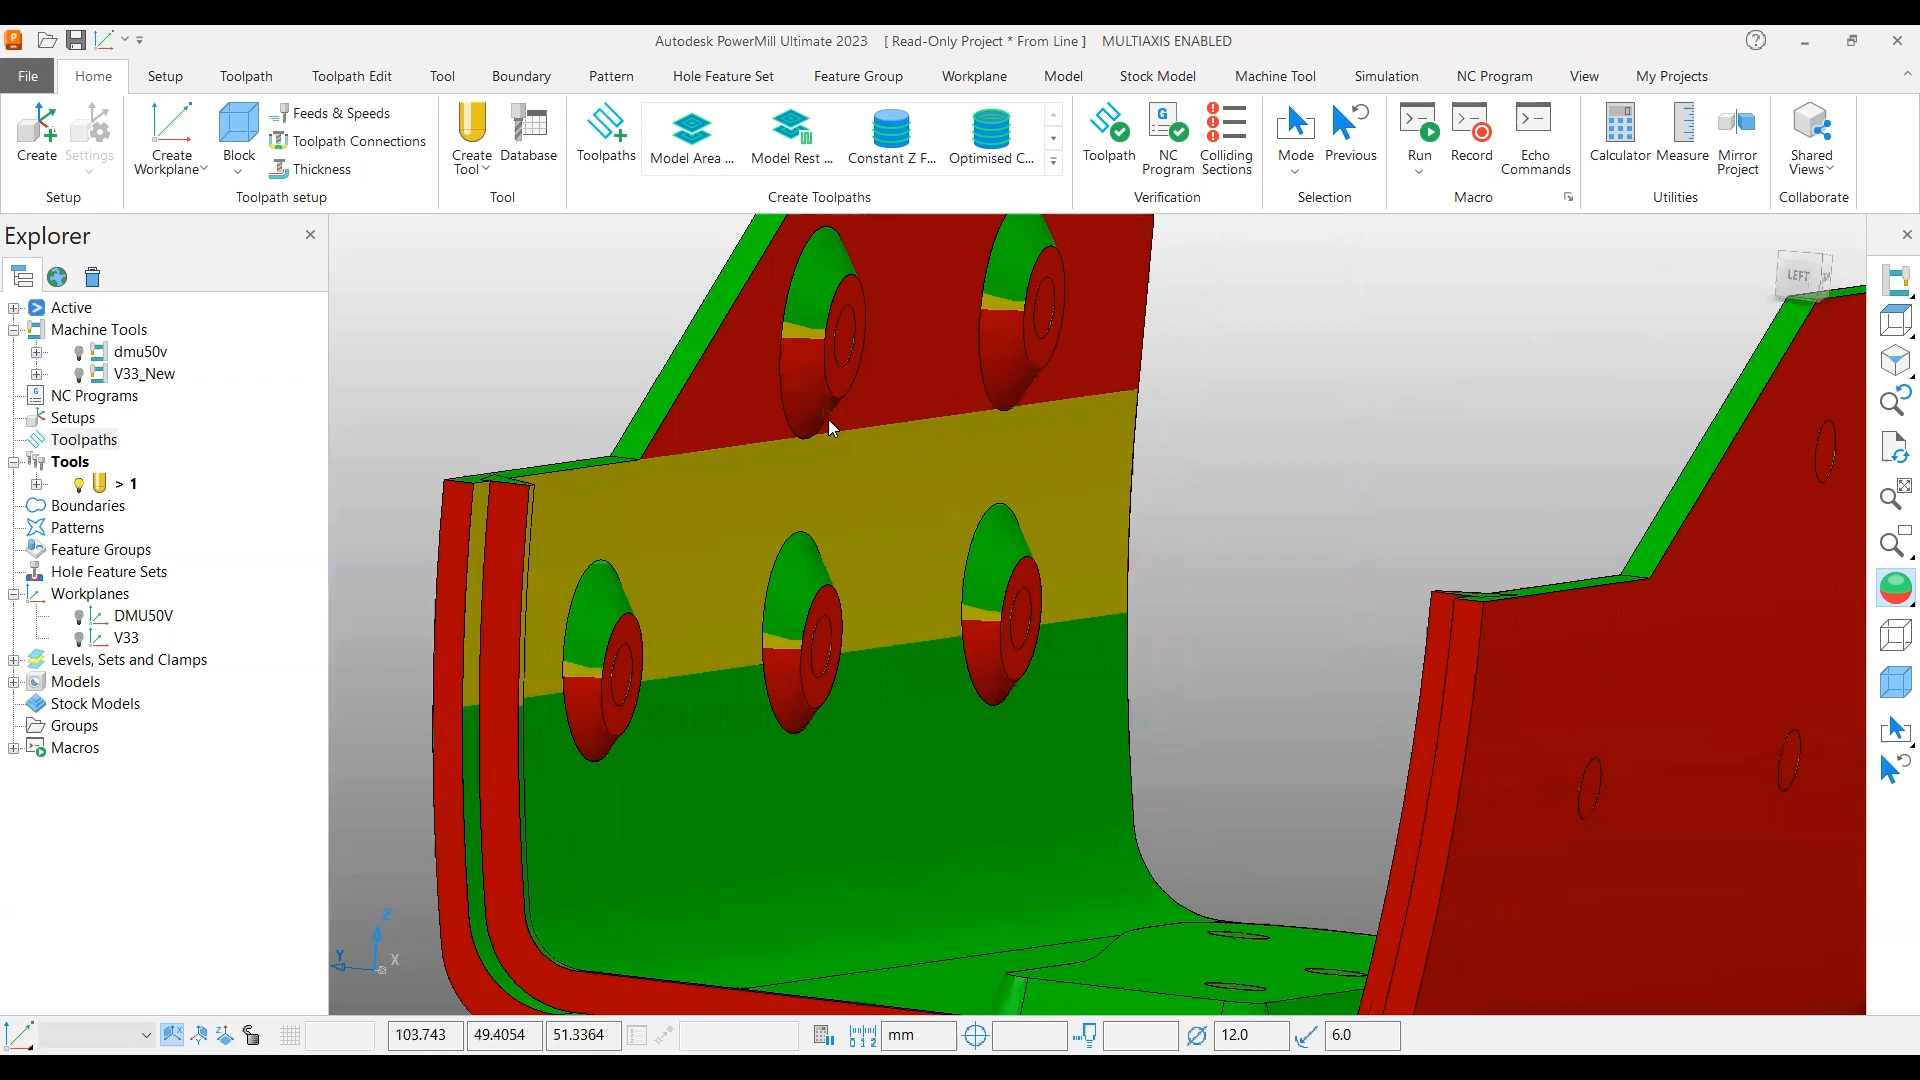 Autodesk PowerMill Ultimate 2023 [ Read-Only Project * From Line ] MULTIAXIS ENABLED
File Home Setup Toolpath Toolpath Edit Tool Boundary Pattern Hole Feature Set Feature Group Workplane Model Stock Model Machine Tool Simulation NC Program View My Projects
Create
Settings
Setup
Create Workplane
Block
Feeds & Speeds
Toolpath Connections
Thickness
Toolpath setup
Create Tool
Database
Tool
Toolpaths
Model Area ...
Model Rest ...
Constant Z F...
Optimised C...
Create Toolpaths
Toolpath
NC Program
Colliding Sections
Verification
Mode
Previous
Selection
Run
Record
Echo Commands
Macro
Calculator
Measure
Mirror Project
Utilities
Shared Views
Collaborate
Explorer
Active
Machine Tools
dmu50v
V33_New
NC Programs
Setups
Toolpaths
Tools
> 1
Boundaries
Patterns
Feature Groups
Hole Feature Sets
Workplanes
DMU50V
V33
Levels, Sets and Clamps
Models
Stock Models
Groups
Macros
LEFT
Z
Y
X
103.743 49.4054 51.3364 mm 12.0 6.0